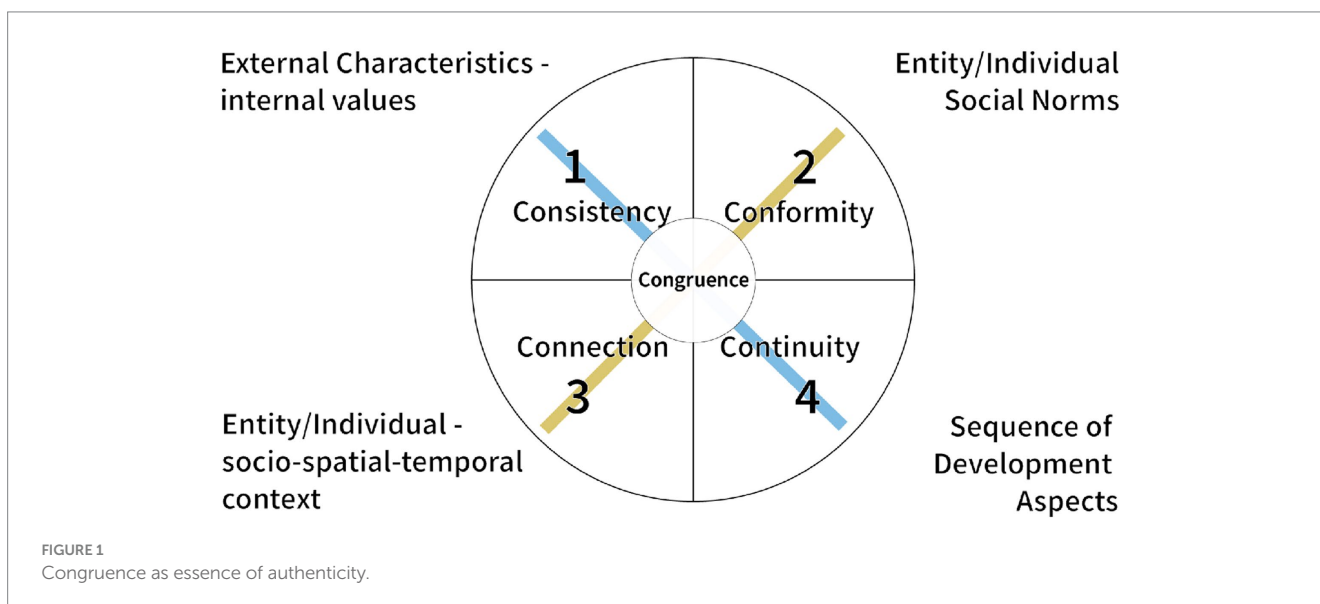 External Characteristics -
internal values
Entity/Individual
Social Norms
1
Consistency
2
Conformity
Congruence
Connection
3
Continuity
4
Entity/Individual -
socio-spatial-temporal
context
Sequence of
Development
Aspects
FIGURE 1
Congruence as essence of authenticity.